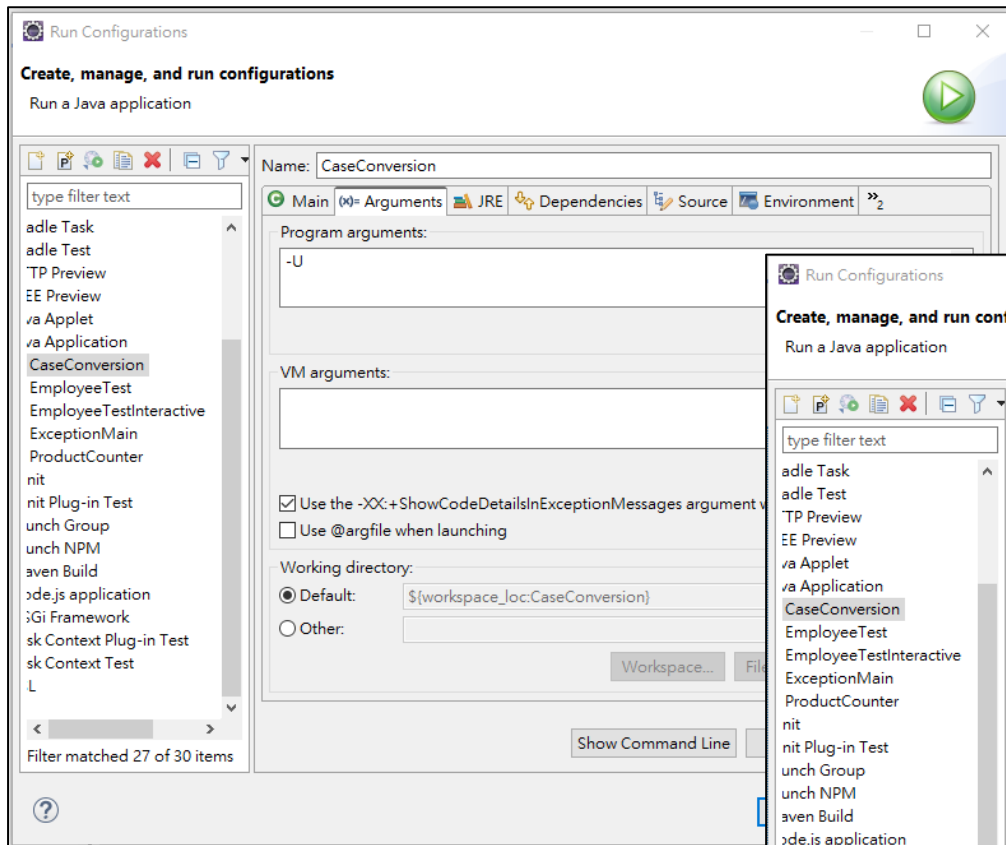 Run Configurations
Create, manage, and run configurations
Run a Java application
type filter text
adle Task
adle Test
TP Preview
EE Preview
va Applet
va Application
CaseConversion
EmployeeTest
EmployeeTestInteractive
ExceptionMain
ProductCounter
nit
nit Plug-in Test
unch Group
unch NPM
aven Build
ode.js application
Gi Framework
sk Context Plug-in Test
sk Context Test
L
Filter matched 27 of 30 items
Name: CaseConversion
Main (x)= Arguments JRE Dependencies Source Environment »2
Program arguments:
-U
VM arguments:
Use the -XX:+ShowCodeDetailsInExceptionMessages argument w
Use @argfile when launching
Working directory:
Default: ${workspace_loc:CaseConversion}
Other:
Workspace... File
Show Command Line
Run Configurations
Create, manage, and run conf
Run a Java application
type filter text
adle Task
adle Test
TP Preview
EE Preview
va Applet
va Application
CaseConversion
EmployeeTest
EmployeeTestInteractive
ExceptionMain
ProductCounter
nit
nit Plug-in Test
unch Group
unch NPM
aven Build
ode.js application